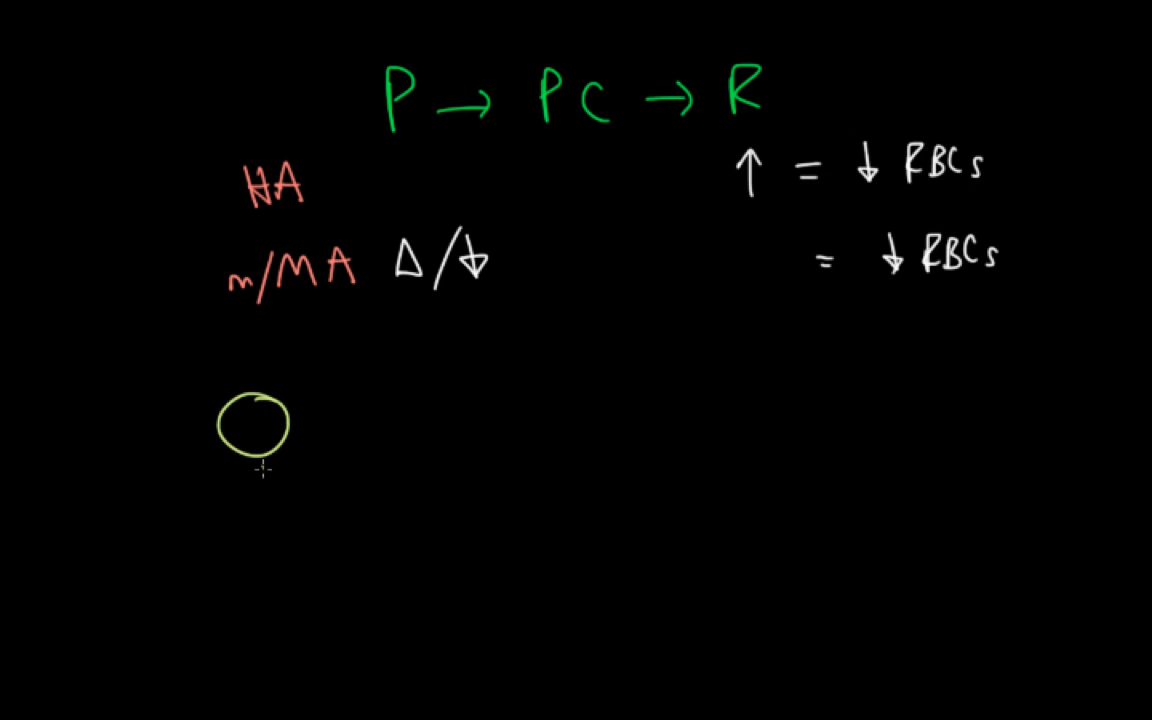 P → PC → R
HA ↑ = ↓ RBCs
m/MA Δ/↓ = ↓ RBCs